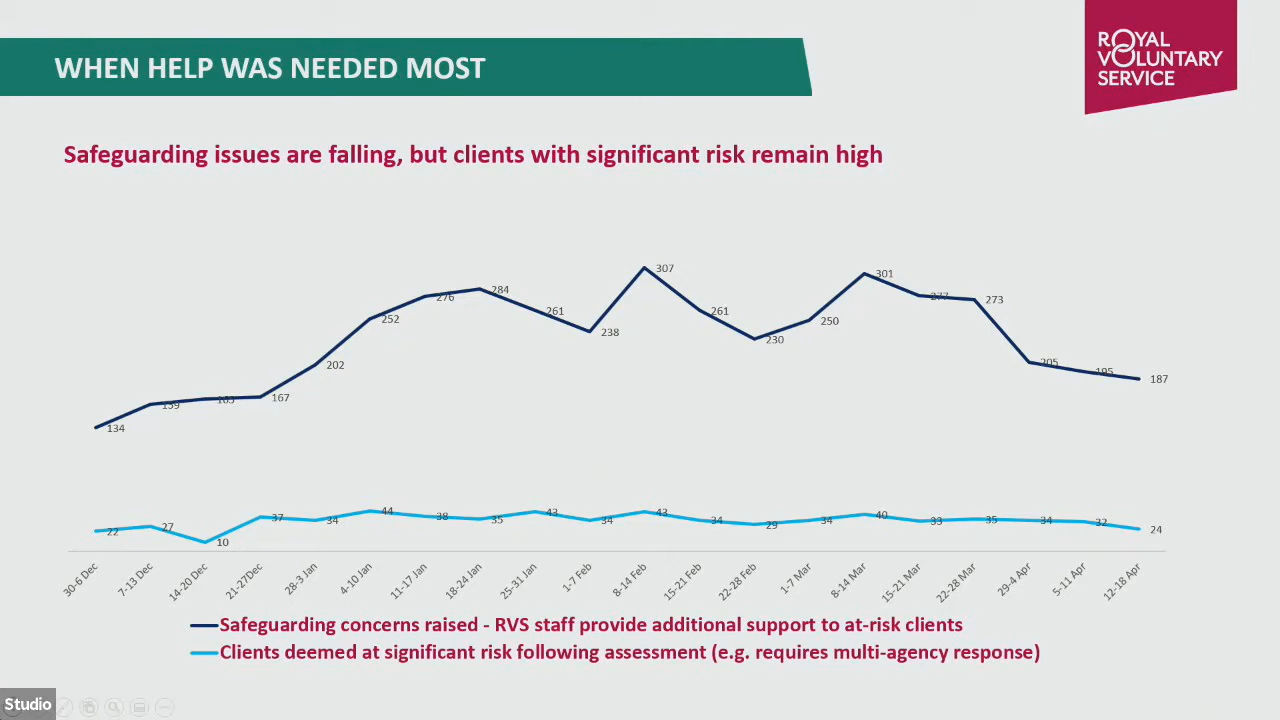 WHEN HELP WAS NEEDED MOST
ROYAL
VOLUNTARY
SERVICE
Safeguarding issues are falling, but clients with significant risk remain high
134
159
163
167
202
252
276
284
261
238
307
261
230
250
301
277
273
205
195
187
22
27
10
37
34
44
38
35
43
34
43
34
29
34
40
33
35
34
32
24
30-6 Dec
7-13 Dec
14-20 Dec
21-27Dec
28-3 Jan
4-10 Jan
11-17 Jan
18-24 Jan
25-31 Jan
1-7 Feb
8-14 Feb
15-21 Feb
22-28 Feb
1-7 Mar
8-14 Mar
15-21 Mar
22-28 Mar
29-4 Apr
5-11 Apr
12-18 Apr
Safeguarding concerns raised - RVS staff provide additional support to at-risk clients
Clients deemed at significant risk following assessment (e.g. requires multi-agency response)
Studio